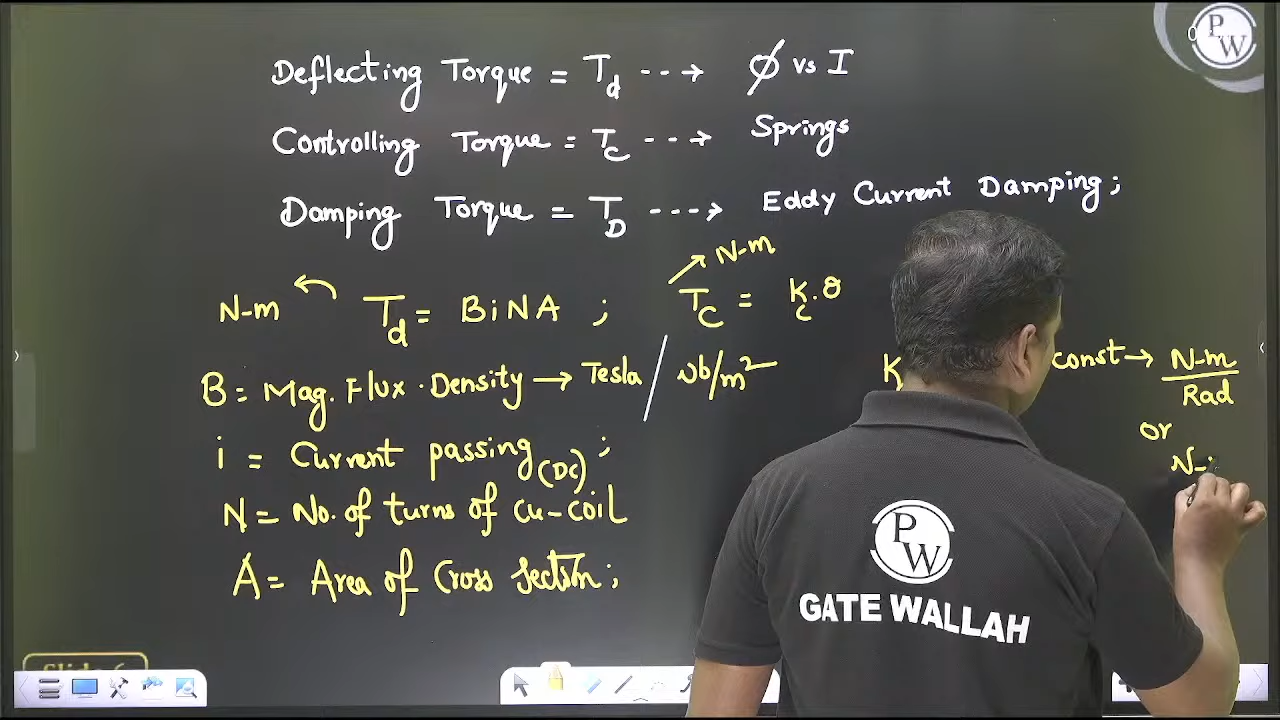 Deflecting Torque = Td ---→ ϕ vs I
Controlling Torque = Tc ---→ Springs
Damping Torque = TD ---→ Eddy Current Damping;
N-m Td = BiNA ; Tc = Kc.θ
N-m
B = Mag. Flux. Density → Tesla / wb/m²
K
const → N-m/Rad
or
N-
i = Current passing (DC) ;
N = No. of turns of Cu-coil
A = Area of Cross section;
PW
PW
GATE WALLAH